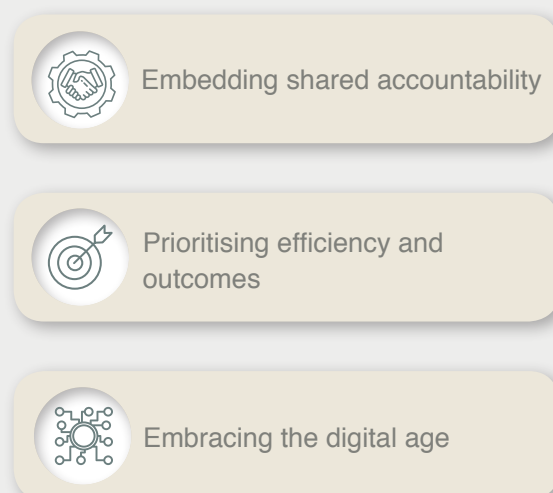 Embedding shared accountability
Prioritising efficiency and
outcomes
Embracing the digital age